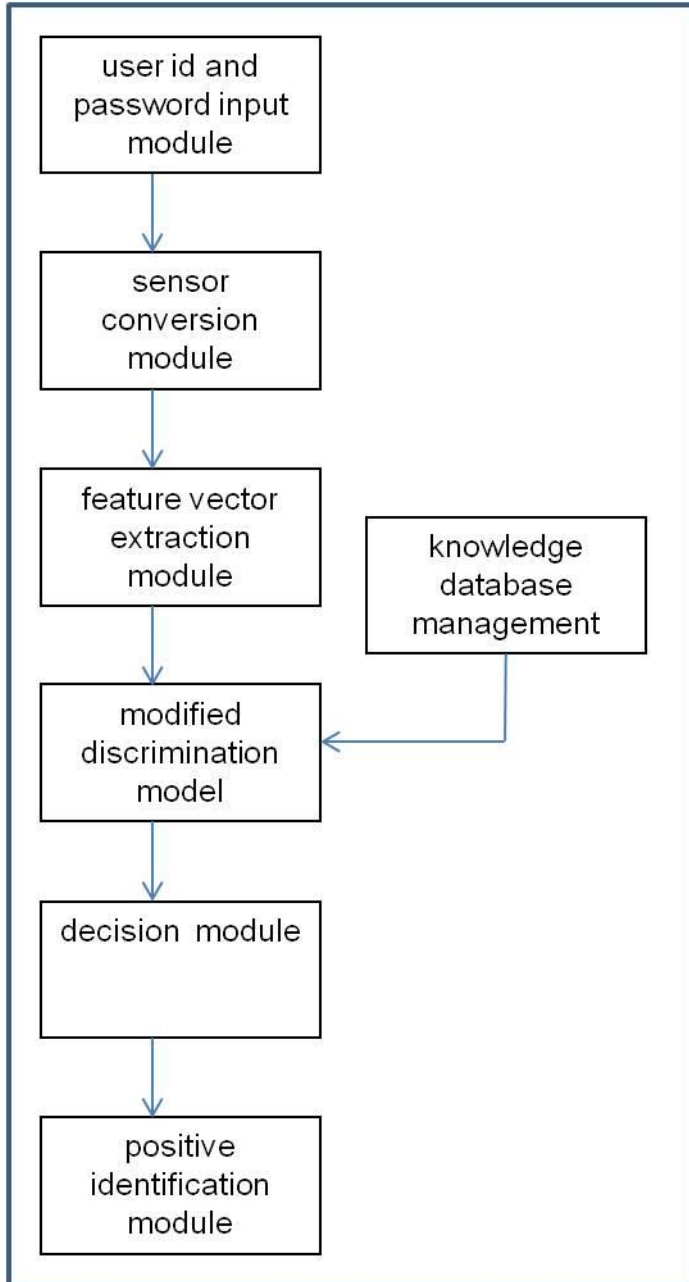 user id and
password input
module
sensor
conversion
module
feature vector
extraction
module
knowledge
database
management
modified
discrimination
model
decision module
positive
identification
module